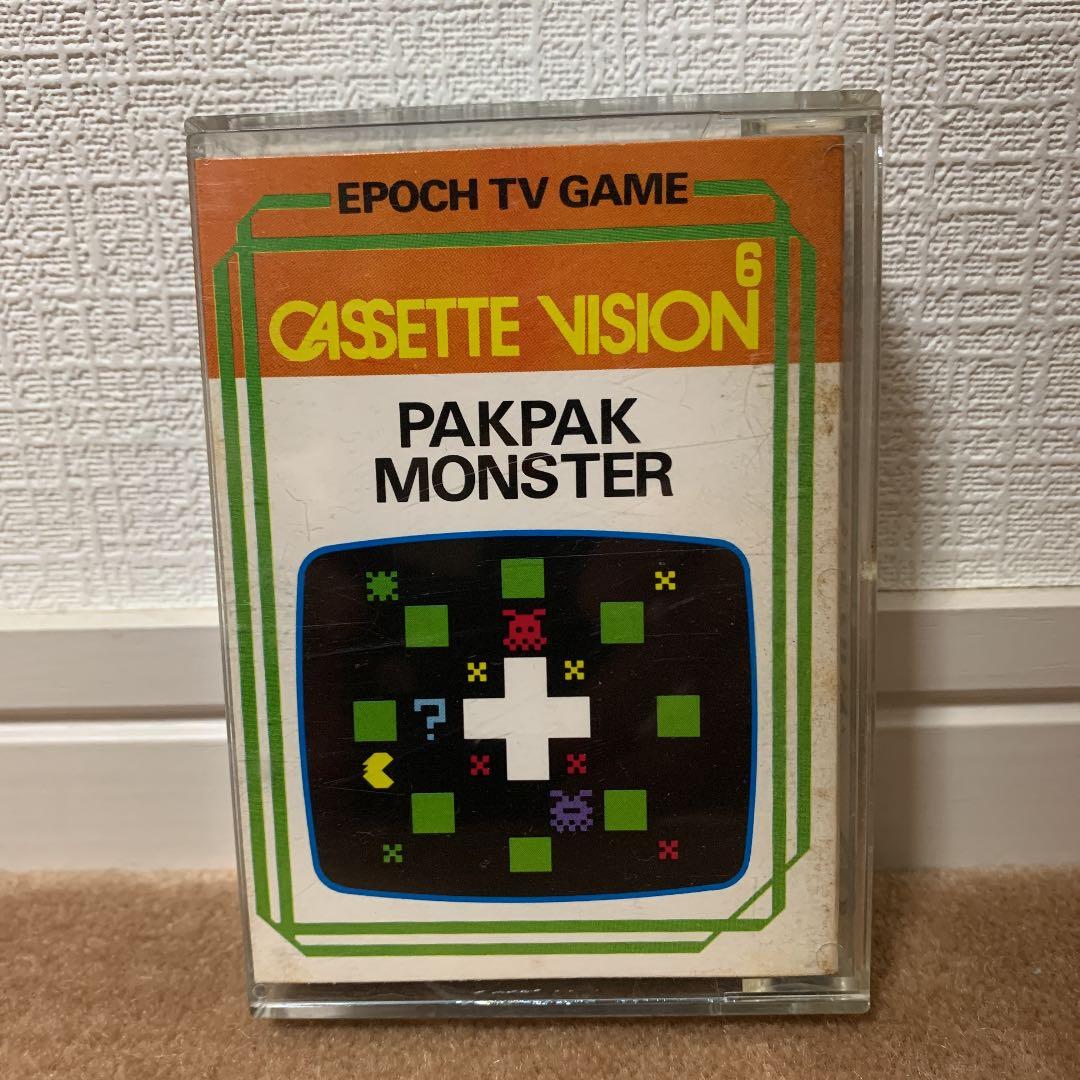 EPOCH TV GAME
6
CASSETTE VISION
PAKPAK
MONSTER
?